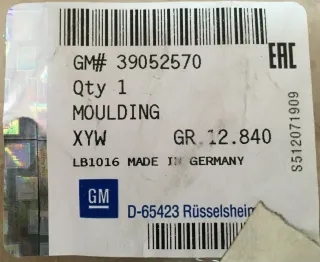 GM# 39052570
EAC
Qty 1
MOULDING
XYW GR.12.840
LB1016 MADE IN GERMANY
GM
D-65423 Rüsselsheim
S512071909